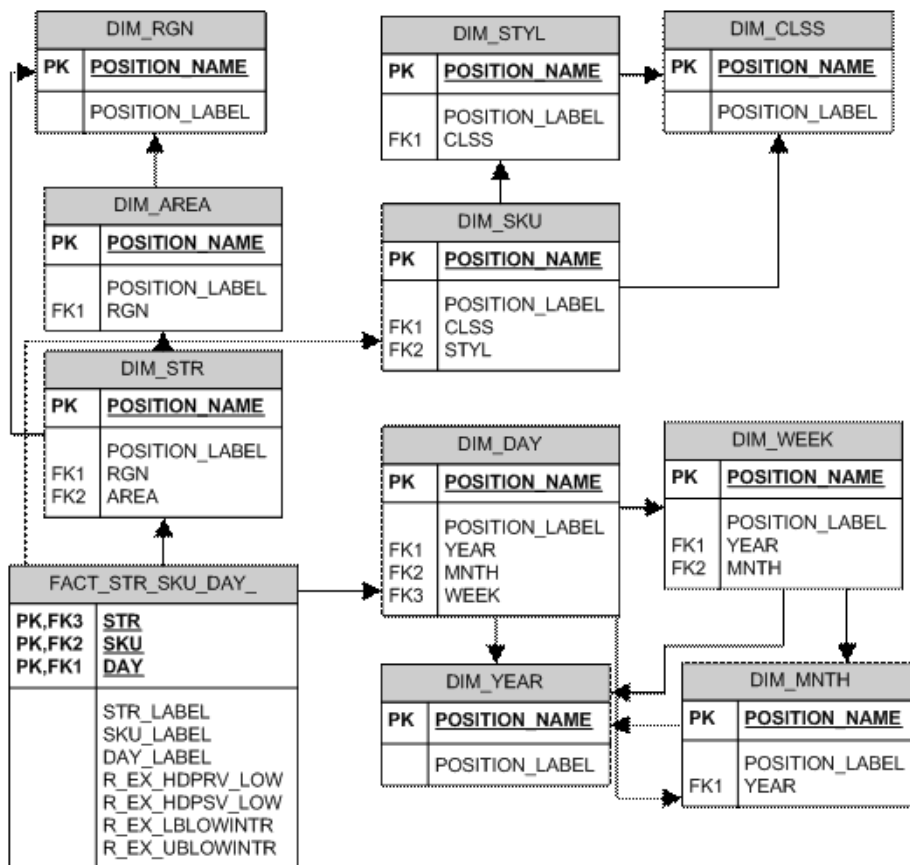 DIM_RGN
PK POSITION_NAME
POSITION_LABEL
DIM_STYL
PK POSITION_NAME
POSITION_LABEL
FK1 CLSS
DIM_CLSS
PK POSITION_NAME
POSITION_LABEL
DIM_AREA
PK POSITION_NAME
POSITION_LABEL
FK1 RGN
DIM_SKU
PK POSITION_NAME
POSITION_LABEL
FK1 CLSS
FK2 STYL
DIM_STR
PK POSITION_NAME
POSITION_LABEL
FK1 RGN
FK2 AREA
DIM_DAY
PK POSITION_NAME
POSITION_LABEL
FK1 YEAR
FK2 MNTH
FK3 WEEK
DIM_WEEK
PK POSITION_NAME
POSITION_LABEL
FK1 YEAR
FK2 MNTH
FACT_STR_SKU_DAY_
PK,FK3 STR
PK,FK2 SKU
PK,FK1 DAY
STR_LABEL
SKU_LABEL
DAY_LABEL
R_EX_HDPRV_LOW
R_EX_HDPSV_LOW
R_EX_LBLOWINTR
R_EX_UBLOWINTR
DIM_YEAR
PK POSITION_NAME
POSITION_LABEL
DIM_MNTH
PK POSITION_NAME
POSITION_LABEL
FK1 YEAR